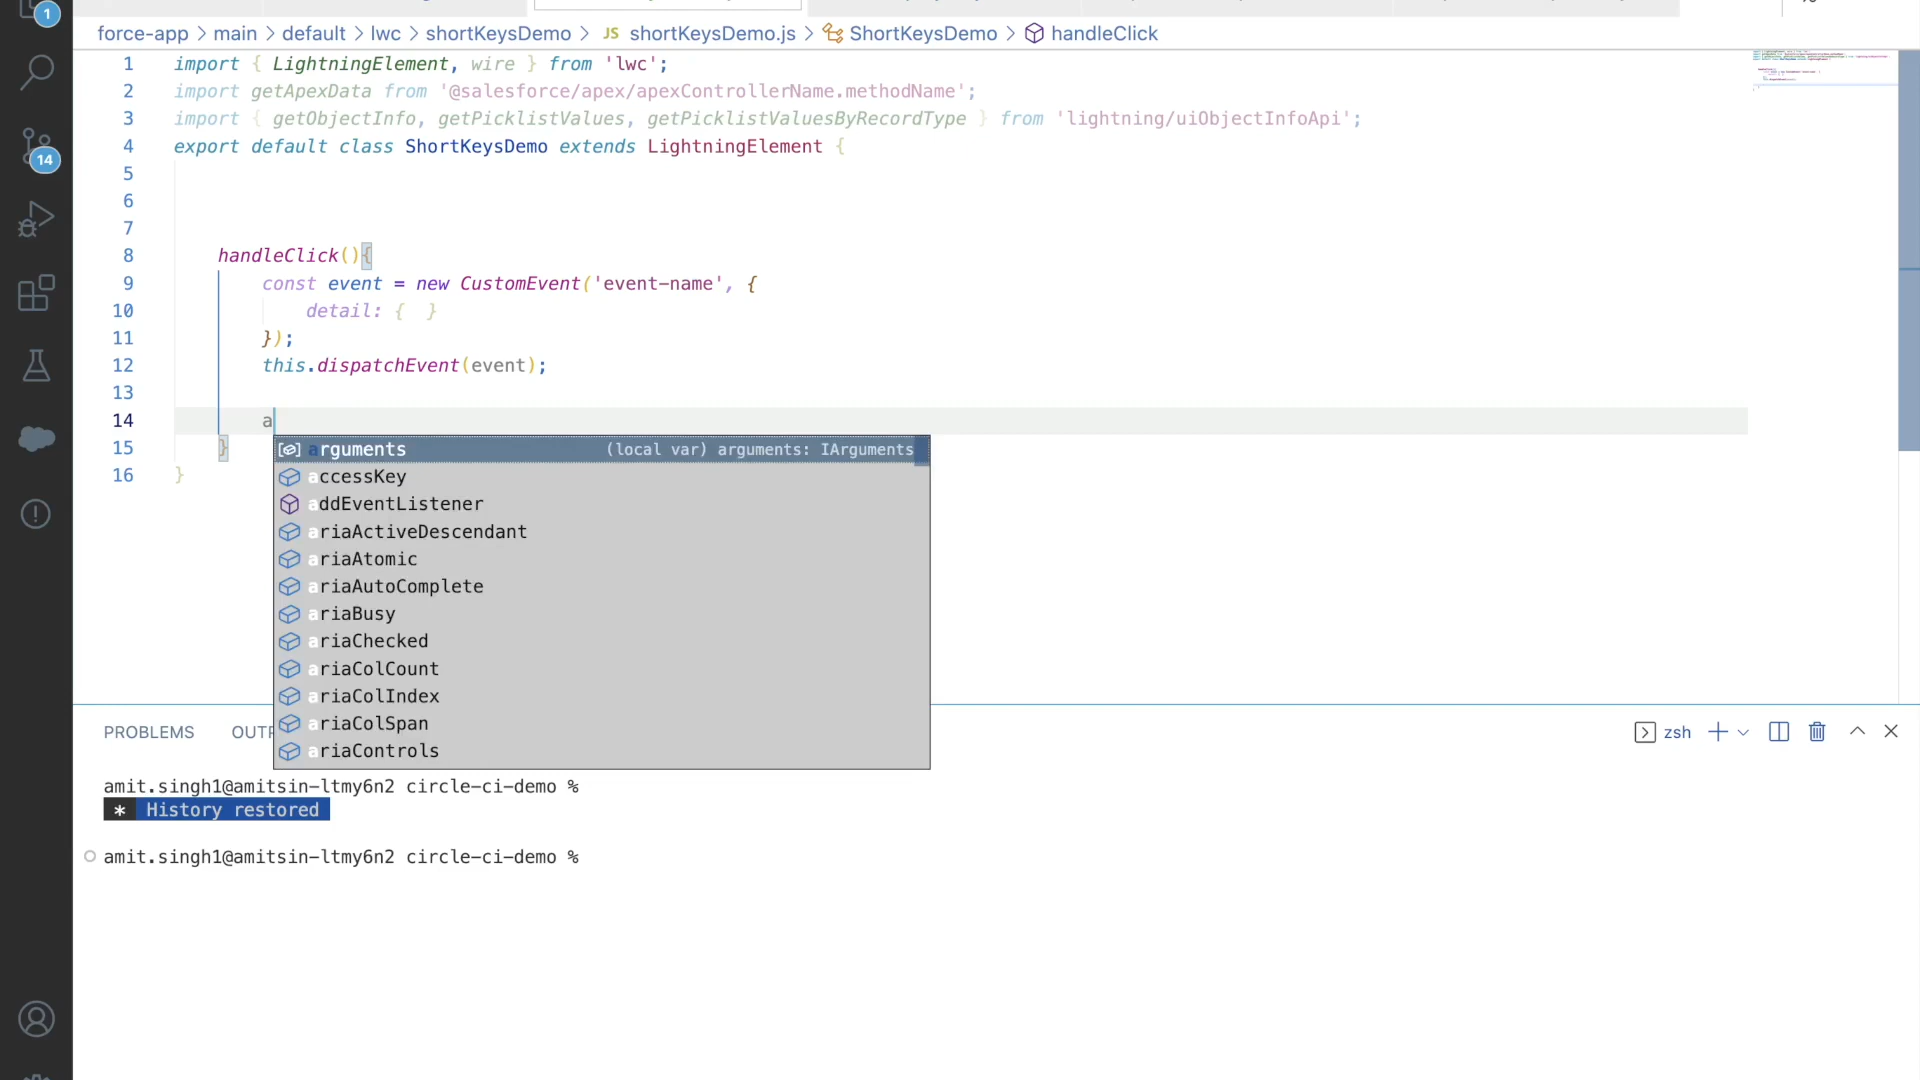 1
force-app > main > default > lwc > shortKeysDemo > JS shortKeysDemo.js > ShortKeysDemo > handleClick
1 import { LightningElement, wire } from 'lwc';
2 import getApexData from '@salesforce/apex/apexControllerName.methodName';
3 import { getObjectInfo, getPicklistValues, getPicklistValuesByRecordType } from 'lightning/uiObjectInfoApi';
14
4 export default class ShortKeysDemo extends LightningElement {
5
6
7
8 handleClick(){
9 const event = new CustomEvent('event-name', {
10 detail: { }
11 });
12 this.dispatchEvent(event);
13
14 a
15 }
16 }
arguments (local var) arguments: IArguments
accessKey
addEventListener
ariaActiveDescendant
ariaAtomic
ariaAutoComplete
ariaBusy
ariaChecked
ariaColCount
ariaColIndex
ariaColSpan
ariaControls
PROBLEMS zsh
amit.singh1@amitsin-ltmy6n2 circle-ci-demo %
* History restored
amit.singh1@amitsin-ltmy6n2 circle-ci-demo %